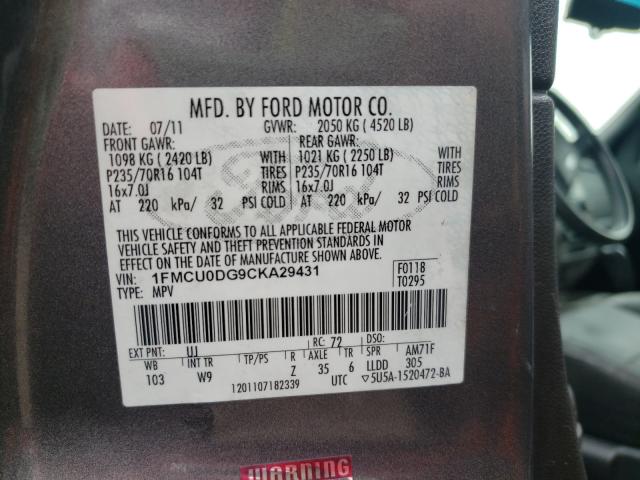 MFD. BY FORD MOTOR CO.
DATE: 07/11 GVWR: 2050 KG ( 4520 LB)
FRONT GAWR: REAR GAWR:
1098 KG ( 2420 LB) WITH 1021 KG ( 2250 LB) WITH
P235/70R16 104T TIRES P235/70R16 104T TIRES
16x7.0J RIMS 16x7.0J RIMS
AT 220 kPa/ 32 PSI COLD AT 220 kPa/ 32 PSI COLD
THIS VEHICLE CONFORMS TO ALL APPLICABLE FEDERAL MOTOR
VEHICLE SAFETY AND THEFT PREVENTION STANDARDS IN
EFFECT ON THE DATE OF MANUFACTURE SHOWN ABOVE.
VIN: 1FMCU0DG9CKA29431 F0118
TYPE: MPV T0295
EXT PNT: UJ RC: 72 DSO:
WB INT TR TP/PS R AXLE TR SPR AM71F
103 W9 Z 35 6 LLDD 305
1201107182339 UTC 5U5A-1520472-BA
WARNING